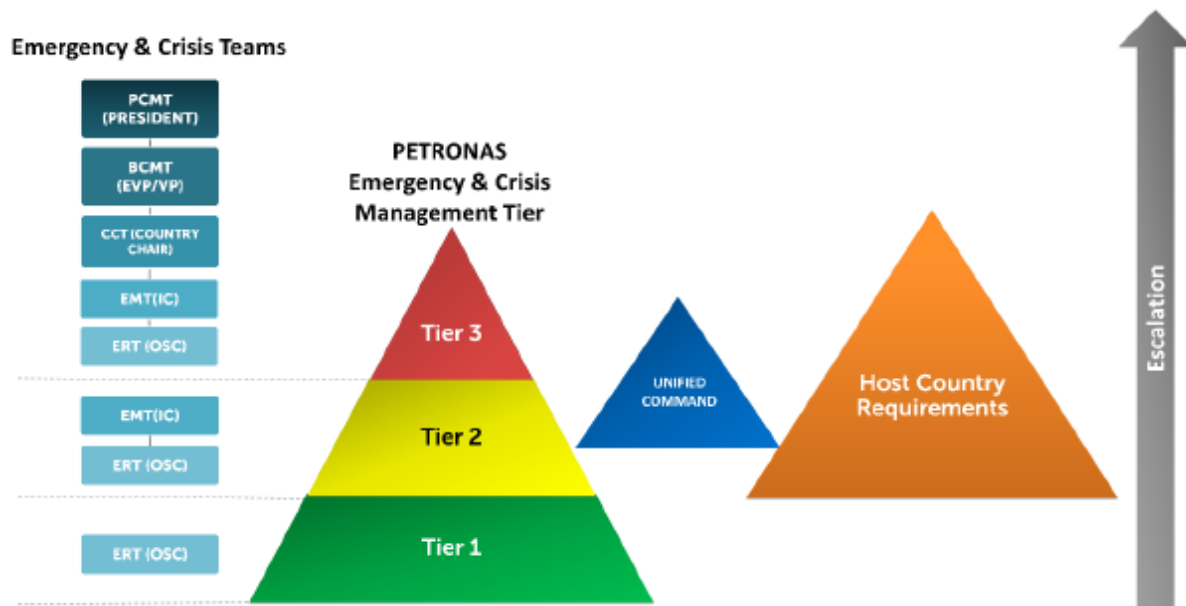 Emergency & Crisis Teams
PCMT
(PRESIDENT)
BCMT
(EVP/VP)
CCT (COUNTRY
CHAIR)
EMT(IC)
ERT (OSC)
EMT(IC)
ERT (OSC)
ERT (OSC)
PETRONAS
Emergency & Crisis
Management Tier
Tier 3
Tier 2
Tier 1
UNIFIED
COMMAND
Host Country
Requirements
Escalation